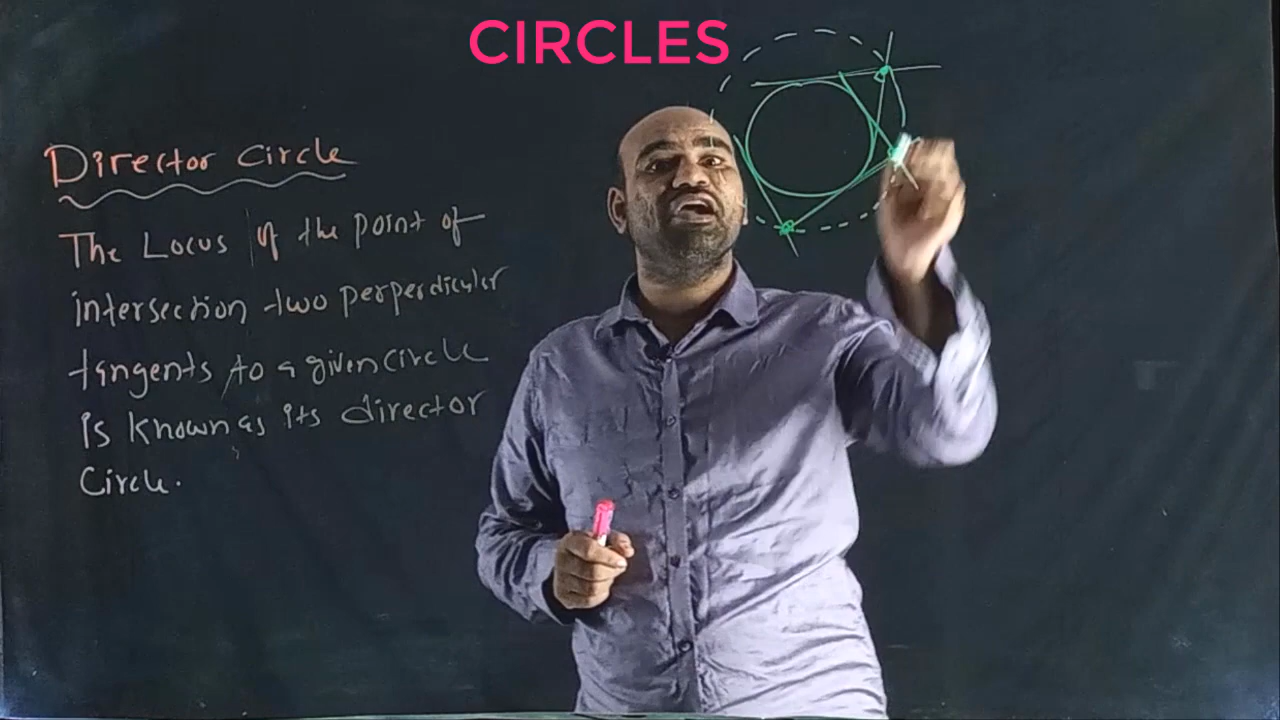 CIRCLES
Director Circle
The Locus of the point of
intersection two perperdicular
tangents to a given circle
is known as its director
Circle.